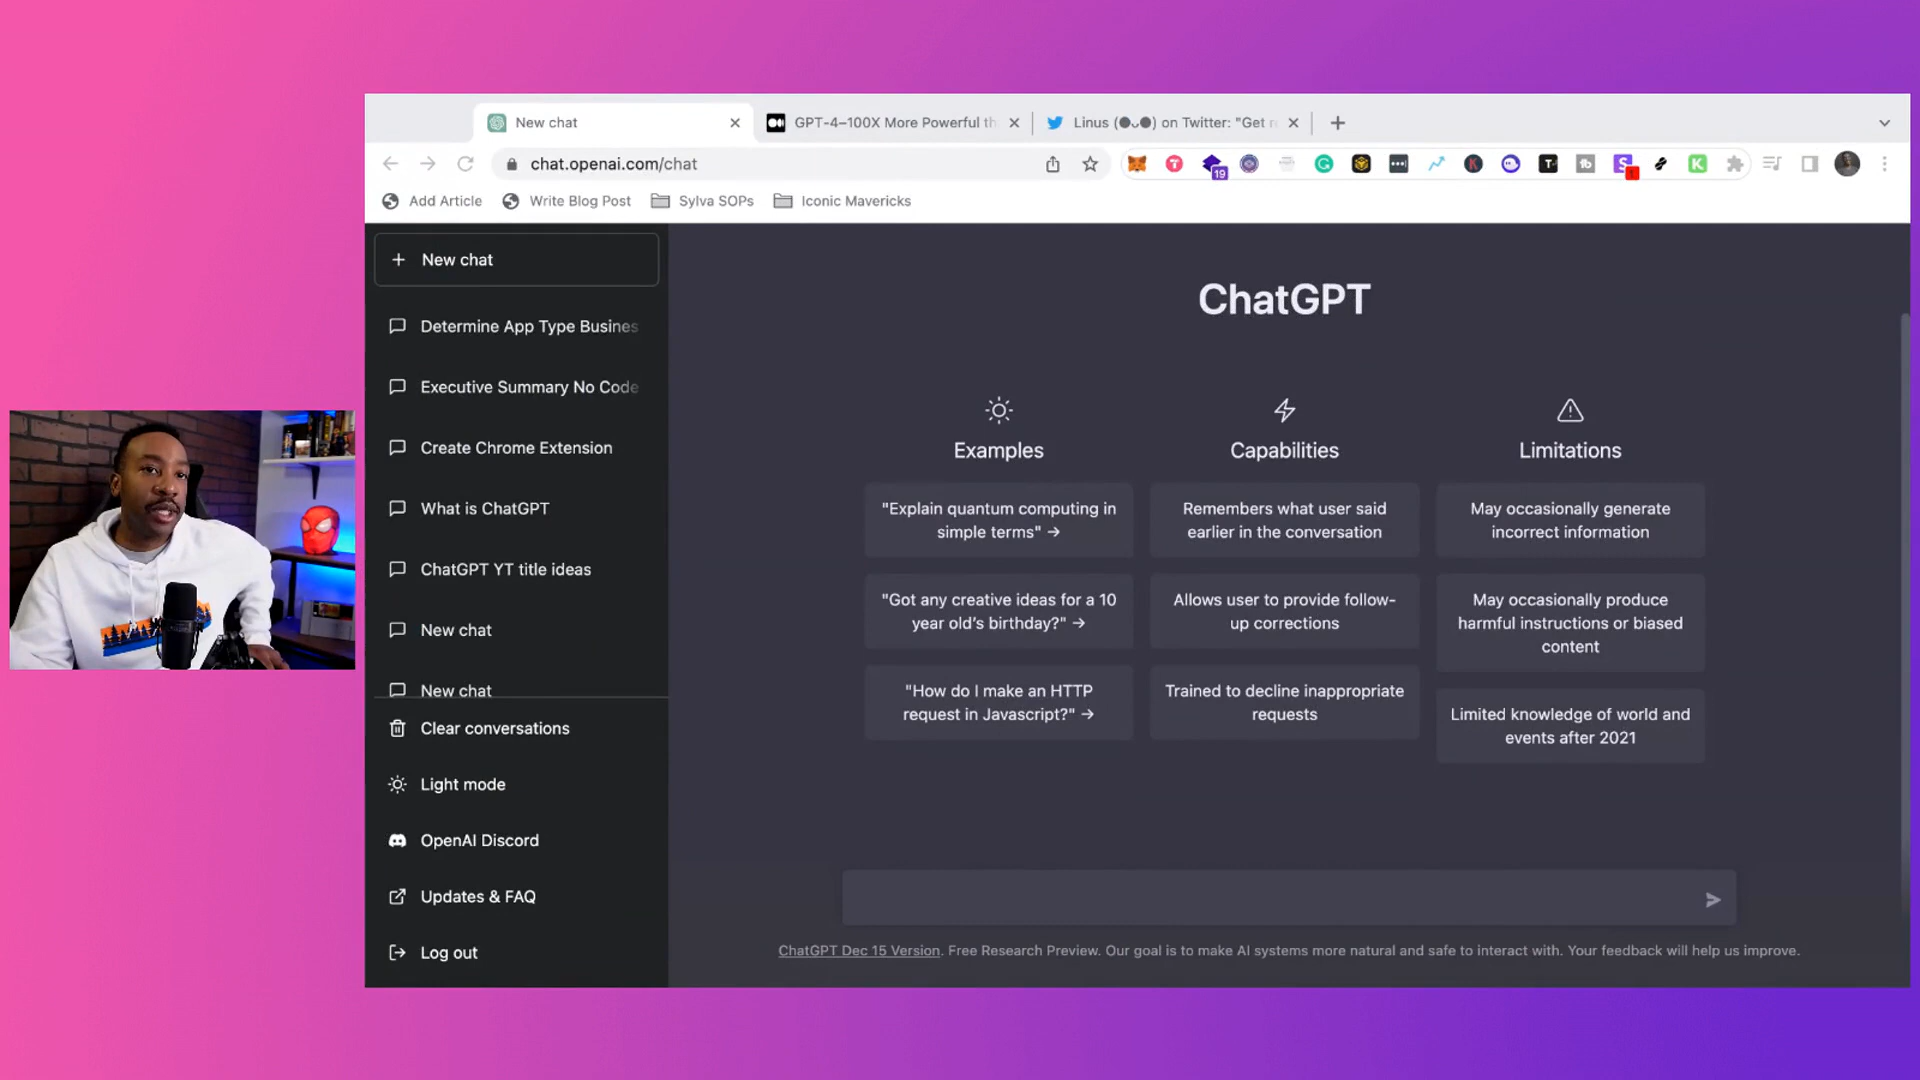 New chat
GPT-4–100X More Powerful th
Linus (●ᴗ●) on Twitter: "Get r
chat.openai.com/chat
19
1
Add Article
Write Blog Post
Sylva SOPs
Iconic Mavericks
New chat
Determine App Type Busines
Executive Summary No Code
Create Chrome Extension
What is ChatGPT
ChatGPT YT title ideas
New chat
New chat
Clear conversations
Light mode
OpenAI Discord
Updates & FAQ
Log out
ChatGPT
Examples
"Explain quantum computing in
simple terms" →
"Got any creative ideas for a 10
year old's birthday?" →
"How do I make an HTTP
request in Javascript?" →
Capabilities
Remembers what user said
earlier in the conversation
Allows user to provide follow-
up corrections
Trained to decline inappropriate
requests
Limitations
May occasionally generate
incorrect information
May occasionally produce
harmful instructions or biased
content
Limited knowledge of world and
events after 2021
ChatGPT Dec 15 Version. Free Research Preview. Our goal is to make AI systems more natural and safe to interact with. Your feedback will help us improve.